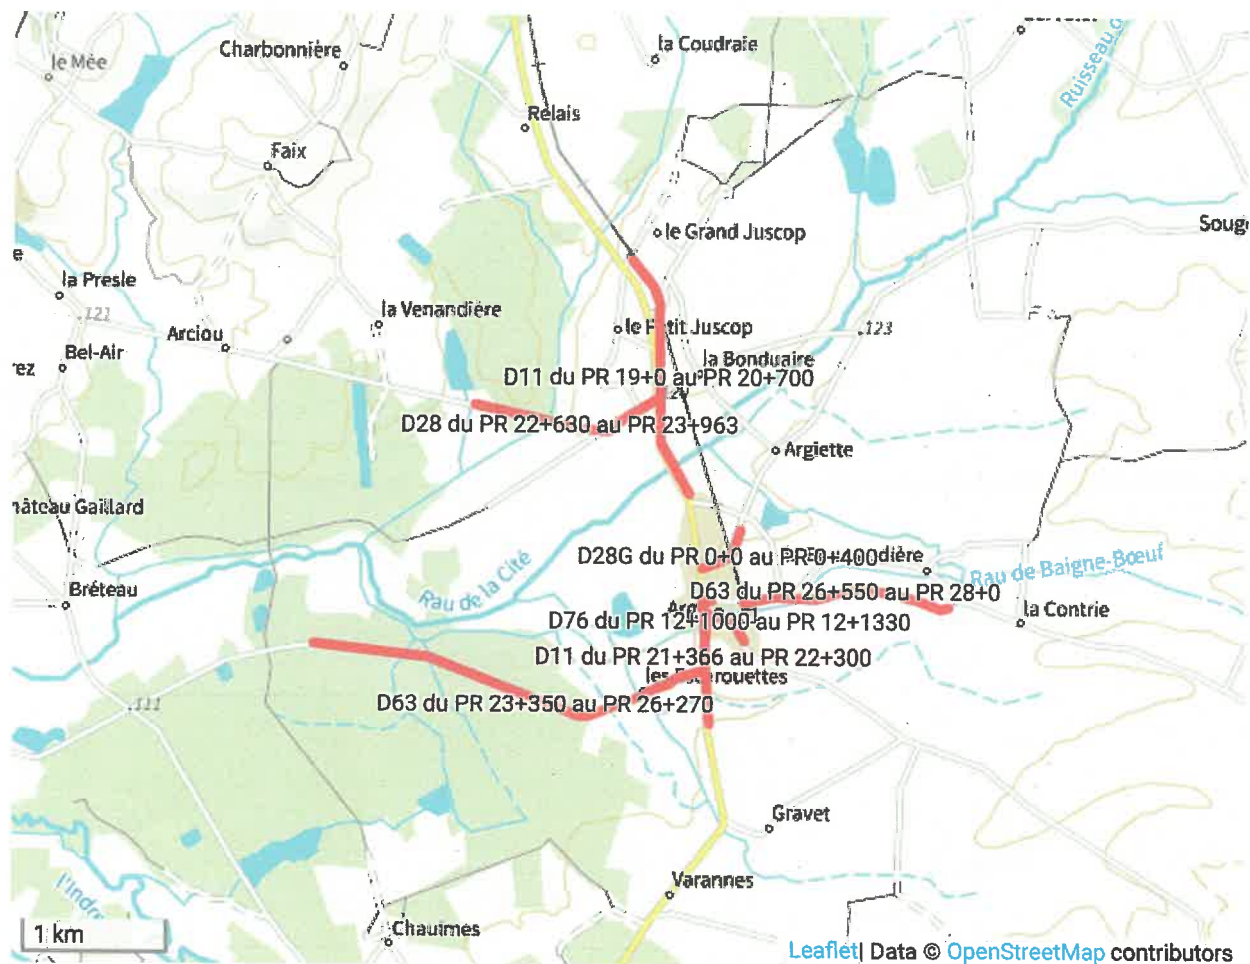 la Coudraie
Charbonnière
le Mée
Ruisseau d
Relais
Faix
le Grand Juscop
Soug
e
la Presle
la Venandière
.121
le Petit Juscop
.123
Arciou
Bel-Air
la Bonduaire
rez
D11 du PR 19+0 au PR 20+700
D28 du PR 22+630 au PR 23+963
Argiette
hâteau Gaillard
D28G du PR 0+0 au PR 0+400
dière
Rau de Baigne-Bœuf
Rau de la Cité
Bréteau
D63 du PR 26+550 au PR 28+0
la Contrie
D76 du PR 12+1000 au PR 12+1330
D11 du PR 21+366 au PR 22+300
D63 du PR 23+350 au PR 26+270
.111
Gravet
Varannes
l'Indre
Chauimes
1 km
Leaflet| Data © OpenStreetMap contributors